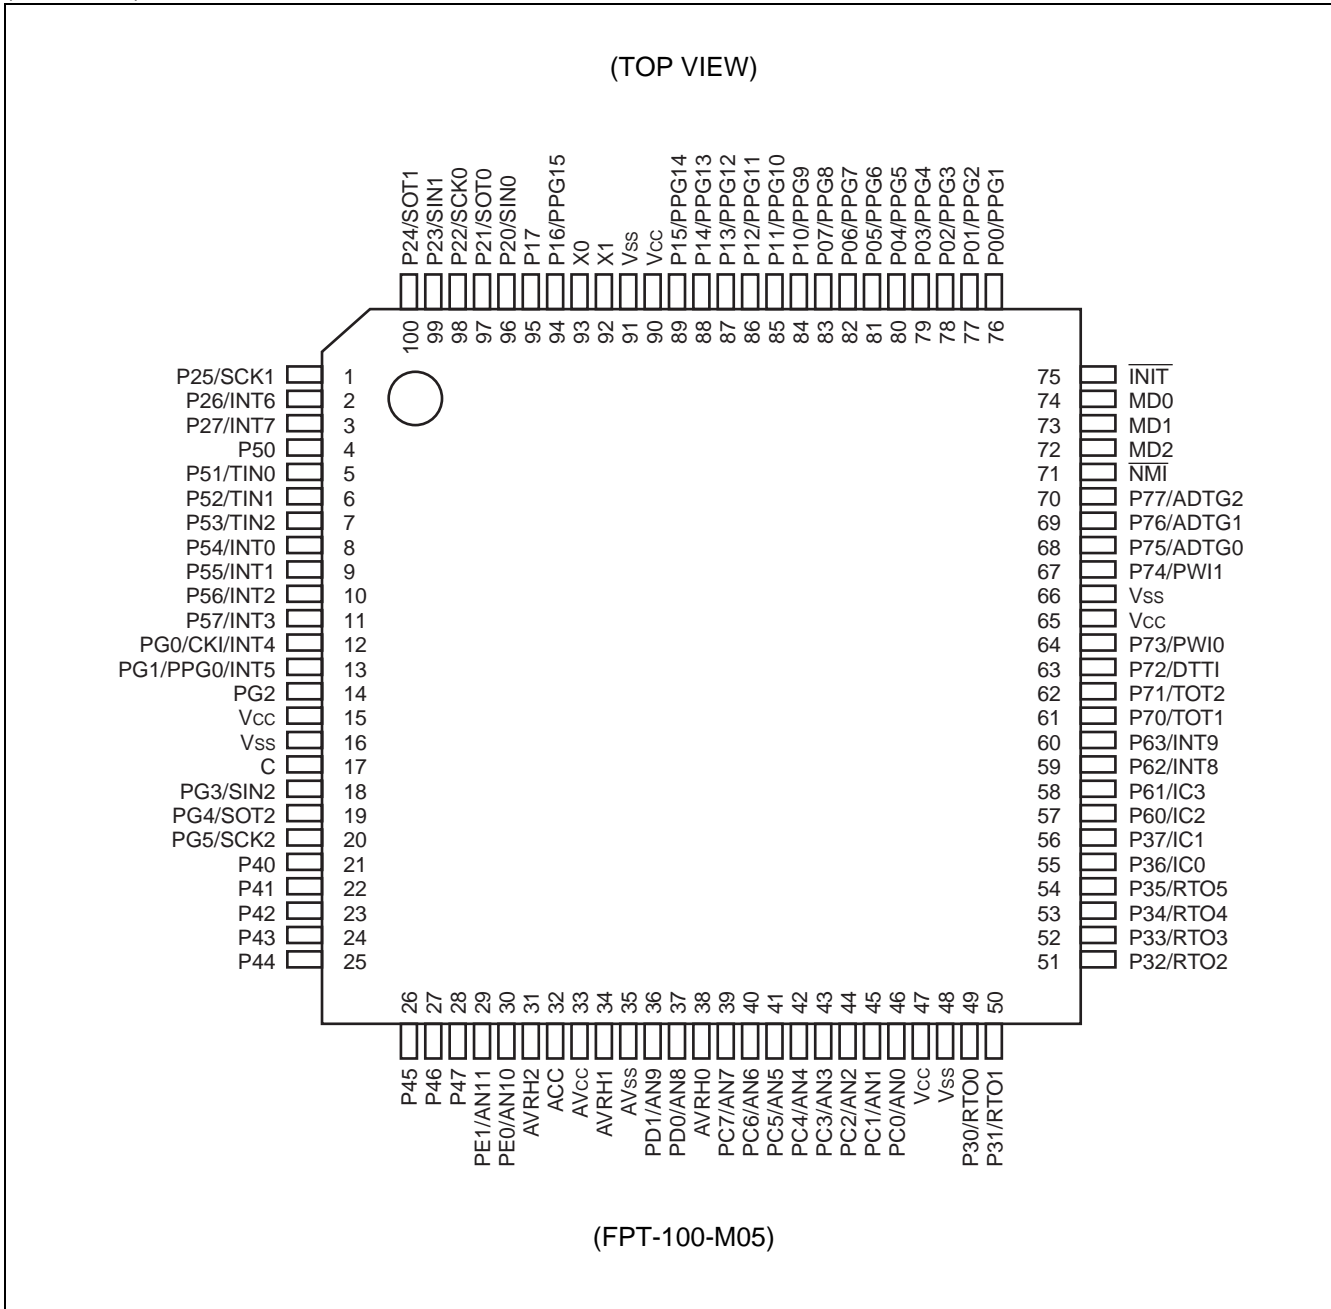 (TOP VIEW)
P24/SOT1
P23/SIN1
P22/SCK0
P21/SOT0
P20/SIN0
P17
P16/PPG15
X0
X1
Vss
Vcc
P15/PPG14
P14/PPG13
P13/PPG12
P12/PPG11
P11/PPG10
P10/PPG9
P07/PPG8
P06/PPG7
P05/PPG6
P04/PPG5
P03/PPG4
P02/PPG3
P01/PPG2
P00/PPG1
100
99
98
97
96
95
94
93
92
91
90
89
88
87
86
85
84
83
82
81
80
79
78
77
76
P25/SCK1 1
P26/INT6 2
P27/INT7 3
P50 4
P51/TIN0 5
P52/TIN1 6
P53/TIN2 7
P54/INT0 8
P55/INT1 9
P56/INT2 10
P57/INT3 11
PG0/CKI/INT4 12
PG1/PPG0/INT5 13
PG2 14
Vcc 15
Vss 16
C 17
PG3/SIN2 18
PG4/SOT2 19
PG5/SCK2 20
P40 21
P41 22
P42 23
P43 24
P44 25
75 INIT
74 MD0
73 MD1
72 MD2
71 NMI
70 P77/ADTG2
69 P76/ADTG1
68 P75/ADTG0
67 P74/PWI1
66 Vss
65 Vcc
64 P73/PWI0
63 P72/DTTI
62 P71/TOT2
61 P70/TOT1
60 P63/INT9
59 P62/INT8
58 P61/IC3
57 P60/IC2
56 P37/IC1
55 P36/IC0
54 P35/RTO5
53 P34/RTO4
52 P33/RTO3
51 P32/RTO2
26
27
28
29
30
31
32
33
34
35
36
37
38
39
40
41
42
43
44
45
46
47
48
49
50
P45
P46
P47
PE1/AN11
PE0/AN10
AVRH2
ACC
AVcc
AVRH1
AVss
PD1/AN9
PD0/AN8
AVRH0
PC7/AN7
PC6/AN6
PC5/AN5
PC4/AN4
PC3/AN3
PC2/AN2
PC1/AN1
PC0/AN0
Vcc
Vss
P30/RTO0
P31/RTO1
(FPT-100-M05)